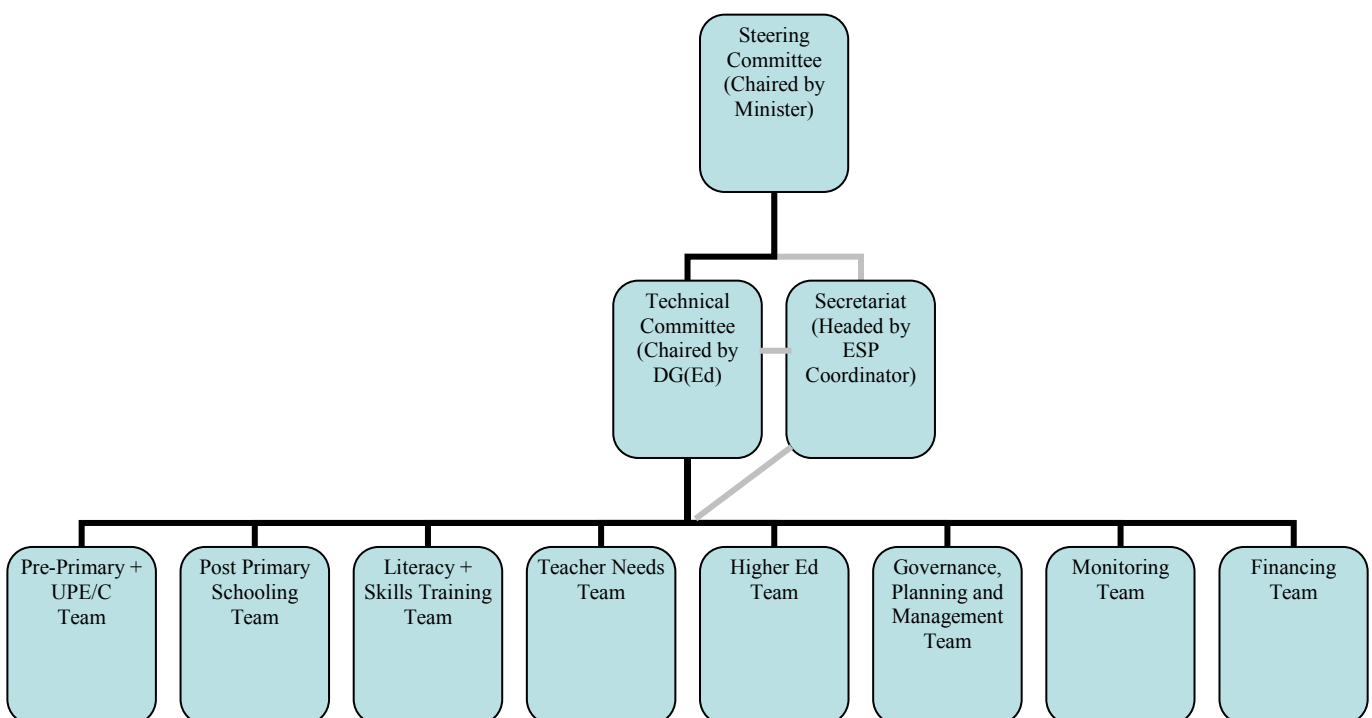 Steering
Committee
(Chaired by
Minister)
Technical
Committee
(Chaired by
DG(Ed)
Secretariat
(Headed by
ESP
Coordinator)
Pre-Primary +
UPE/C
Team
Post Primary
Schooling
Team
Literacy +
Skills Training
Team
Teacher Needs
Team
Higher Ed
Team
Governance,
Planning and
Management
Team
Monitoring
Team
Financing
Team